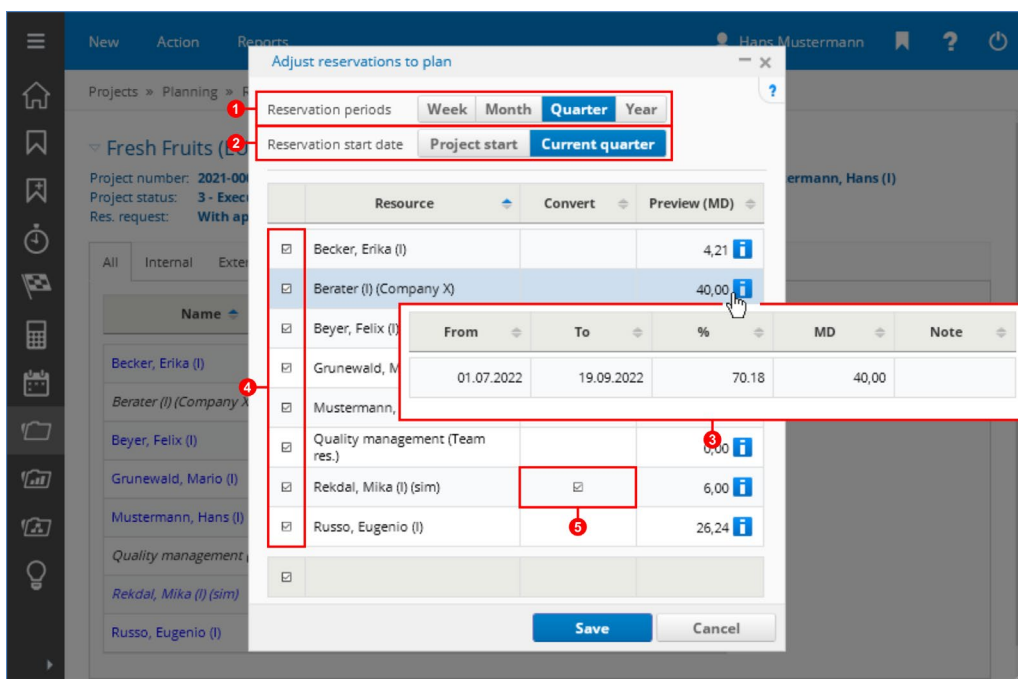 New Action Reports Hans Mustermann ?
Adjust reservations to plan
?
Projects » Planning » R
1 Reservation periods Week Month Quarter Year
2 Reservation start date Project start Current quarter
Fresh Fruits (
Project number: 2021-00 ermann, Hans (I)
Project status: 3 - Exec
Res. request: With ap
All Internal Exter
Resource Convert Preview (MD)
Becker, Erika (I) 4,21 i
Berater (I) (Company X) 40,00 i
Name
Becker, Erika (I)
Berater (I) (Company X
Beyer, Felix (I)
Grunewald, Mario (I)
Mustermann, Hans (I)
Quality management
Rekdal, Mika (I) (sim)
Russo, Eugenio (I)
Beyer, Felix (I)
Grunewald, M
Mustermann,
4
From To % MD Note
01.07.2022 19.09.2022 70.18 40,00
3
Quality management (Team
res.) 0,00 i
Rekdal, Mika (I) (sim) 6,00 i
5
Russo, Eugenio (I) 26,24 i
Save Cancel